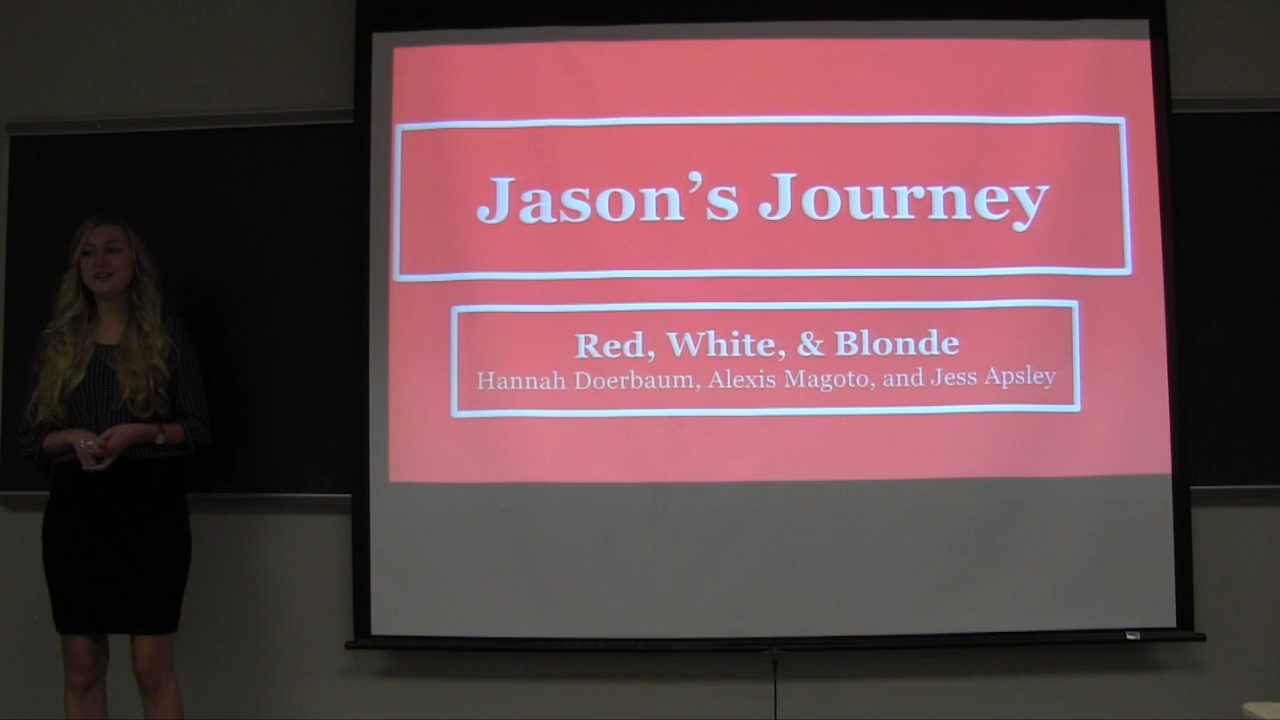 Jason’s Journey
Red, White, & Blonde
Hannah Doerbaum, Alexis Magoto, and Jess Apsley